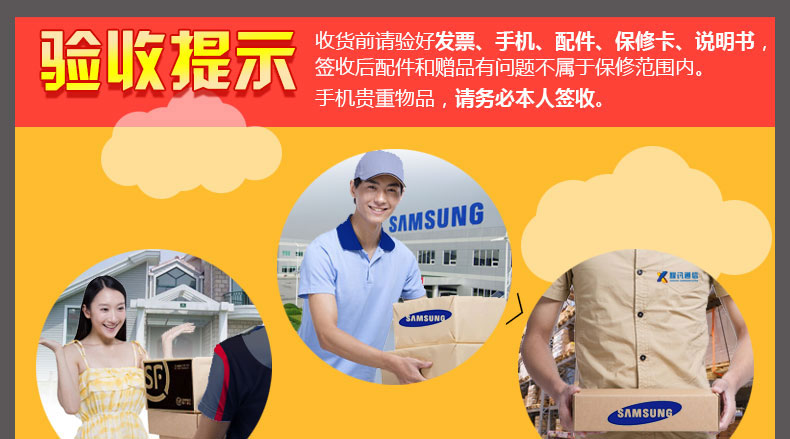 验收提示
收货前请验好发票、手机、配件、保修卡、说明书，
签收后配件和赠品有问题不属于保修范围内。
手机贵重物品，请务必本人签收。
SAMSUNG
SAMSUNG
SF
SAMSUNG